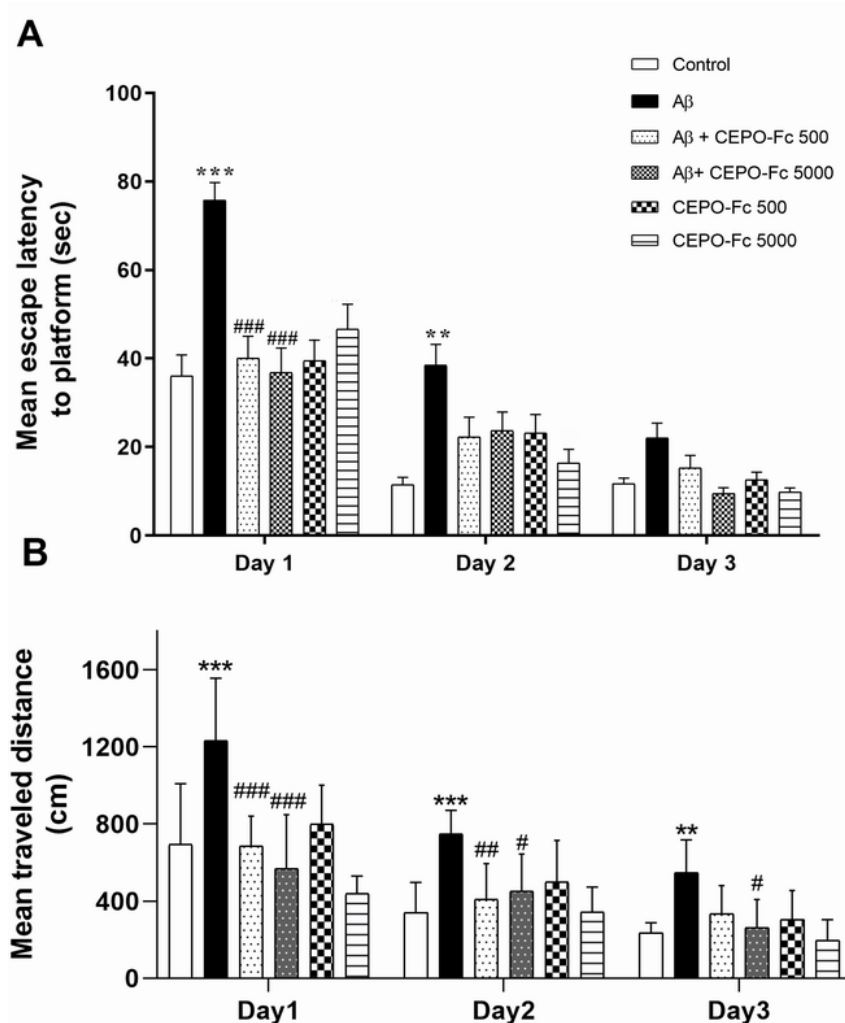 A
Control
Aβ
Aβ + CEPO-Fc 500
Aβ+ CEPO-Fc 5000
CEPO-Fc 500
CEPO-Fc 5000
Mean escape latency
to platform (sec)
100
80
60
40
20
0
***
###
###
**
Day 1
Day 2
Day 3
B
Mean traveled distance
(cm)
1600
1200
800
400
0
***
###
###
***
##
#
**
#
Day1
Day2
Day3